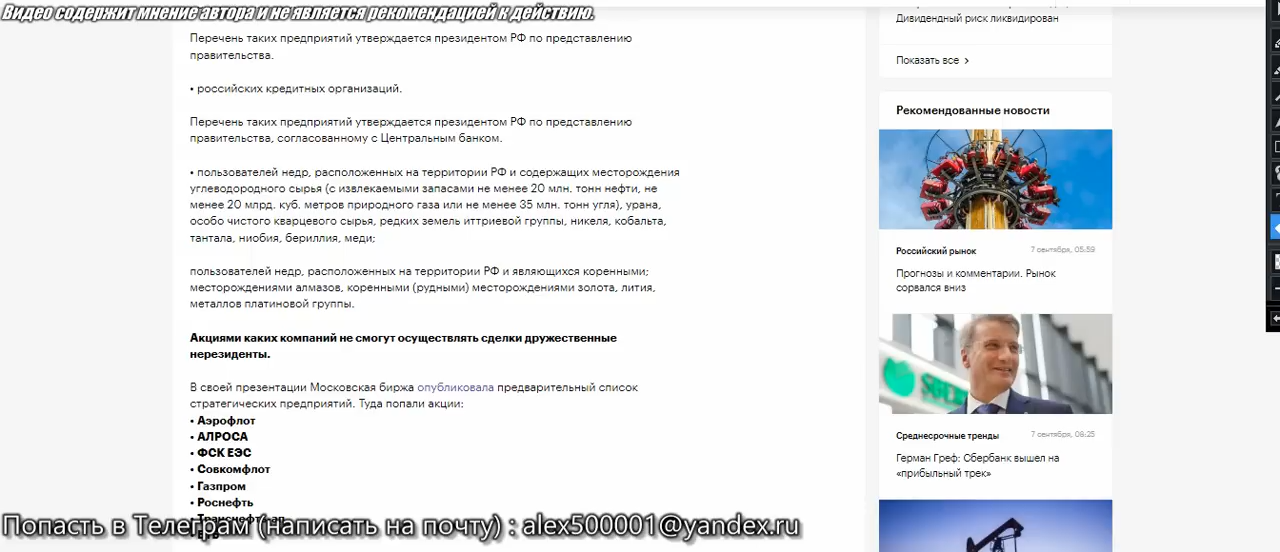 Видео содержит мнение автора и не является рекомендацией к действию.
Перечень таких предприятий утверждается президентом РФ по представлению
правительства.
• российских кредитных организаций.
Перечень таких предприятий утверждается президентом РФ по представлению
правительства, согласованному с Центральным банком.
• пользователей недр, расположенных на территории РФ и содержащих месторождения
углеводородного сырья (с извлекаемыми запасами не менее 20 млн. тонн нефти, не
менее 20 млрд. куб. метров природного газа или не менее 35 млн. тонн угля), урана,
особо чистого кварцевого сырья, редких земель иттриевой группы, никеля, кобальта,
тантала, ниобия, бериллия, меди;
пользователей недр, расположенных на территории РФ и являющихся коренными;
месторождениями алмазов, коренными (рудными) месторождениями золота, лития,
металлов платиновой группы.
Акциями каких компаний не смогут осуществлять сделки дружественные
нерезиденты.
В своей презентации Московская биржа опубликовала предварительный список
стратегических предприятий. Туда попали акции:
• Аэрофлот
• АЛРОСА
• ФСК ЕЭС
• Совкомфлот
• Газпром
• Роснефть
Попасть в Телеграм (написать на почту) : alex500001@yandex.ru
Дивидендный риск ликвидирован
Показать все ›
Рекомендованные новости
Российский рынок 7 сентября, 05:59
Прогнозы и комментарии. Рынок
сорвался вниз
Среднесрочные тренды 7 сентября, 06:25
Герман Греф: Сбербанк вышел на
«прибыльный трек»